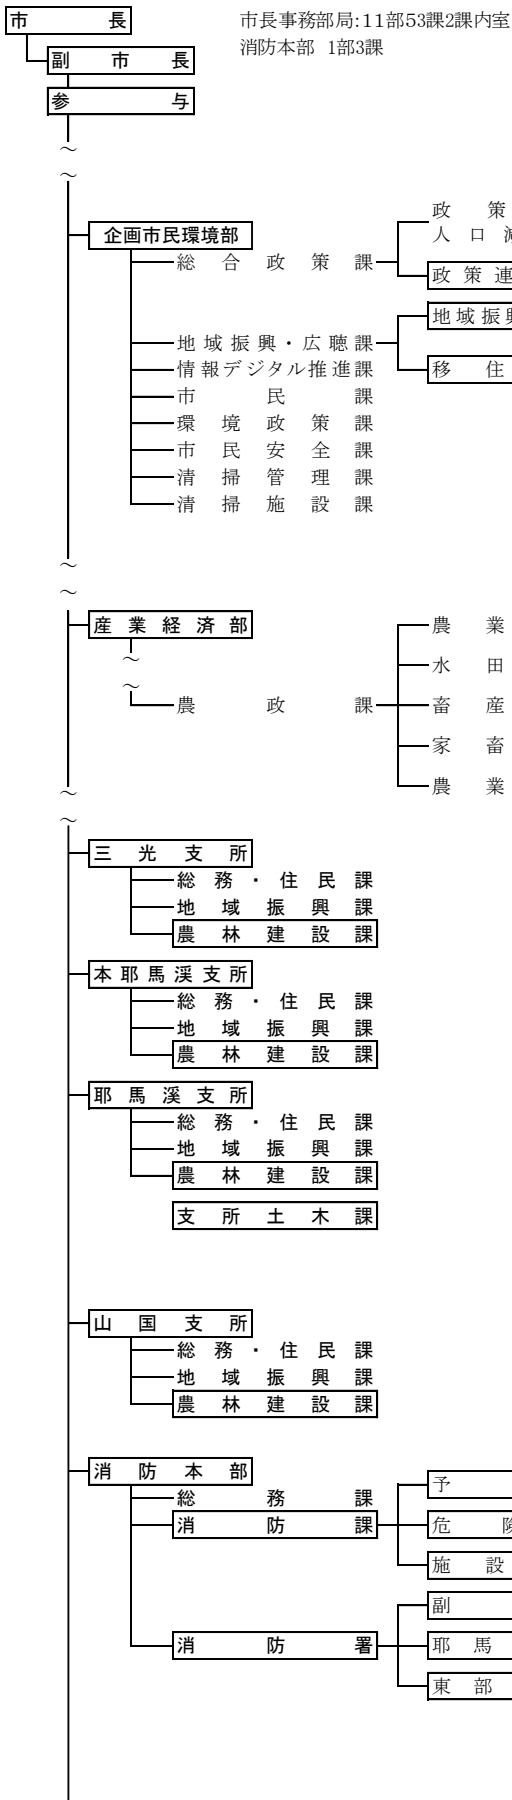 市長
市長事務部局:11部53課2課内室
消防本部 1部3課
副市長
参与
～
～
政策
企画市民環境部
人口減
総合政策課
政策連
地域振興
地域振興・広聴課
情報デジタル推進課
移住
市民課
環境政策課
市民安全課
清掃管理課
清掃施設課
～
～
産業経済部
農業
～
水田
～
農政課
畜産
家畜
農業
～
～
三光支所
総務・住民課
地域振興課
農林建設課
本耶馬渓支所
総務・住民課
地域振興課
農林建設課
耶馬溪支所
総務・住民課
地域振興課
農林建設課
支所土木課
山国支所
総務・住民課
地域振興課
農林建設課
消防本部
予
総務課
消防課
危険
施設
副
消防署
耶馬
東部